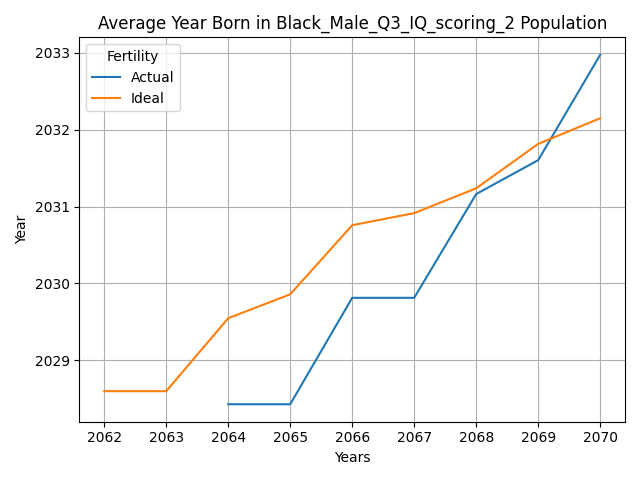 Average Year Born in Black_Male_Q3_IQ_scoring_2 Population
Fertility
Actual
Ideal
2033
2032
2031
2030
2029
Year
2062 2063 2064 2065 2066 2067 2068 2069 2070
Years